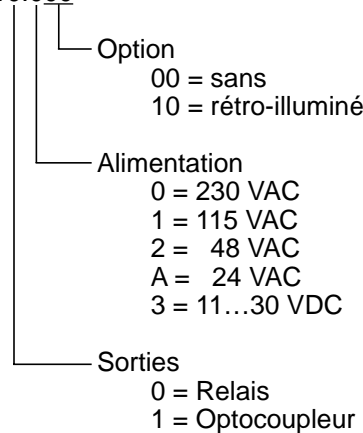 Option
00 = sans
10 = rétro-illuminé
Alimentation
0 = 230 VAC
1 = 115 VAC
2 = 48 VAC
A = 24 VAC
3 = 11…30 VDC
Sorties
0 = Relais
1 = Optocoupleur